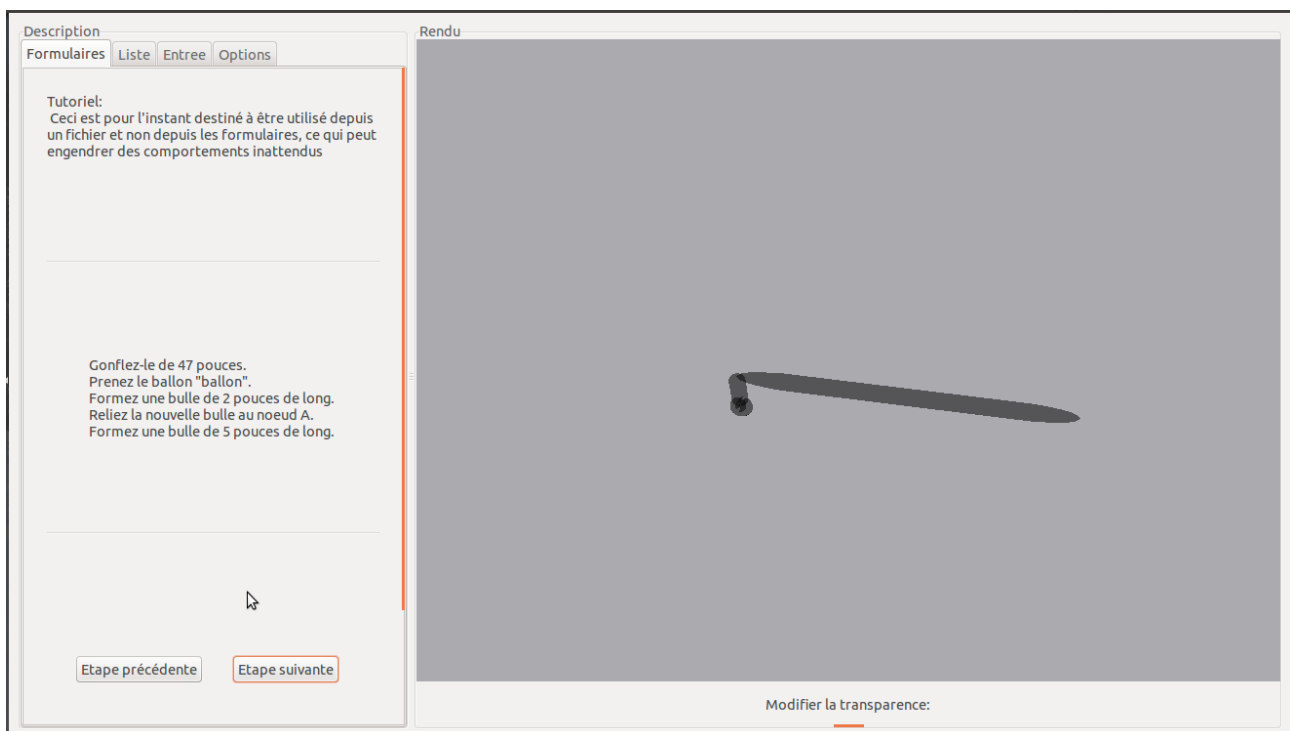 Description
Formulaires Liste Entree Options
Tutoriel:
Ceci est pour l'instant destiné à être utilisé depuis
un fichier et non depuis les formulaires, ce qui peut
engendrer des comportements inattendus
Gonflez-le de 47 pouces.
Prenez le ballon "ballon".
Formez une bulle de 2 pouces de long.
Reliez la nouvelle bulle au noeud A.
Formez une bulle de 5 pouces de long.
Etape précédente Etape suivante
Rendu
Modifier la transparence: